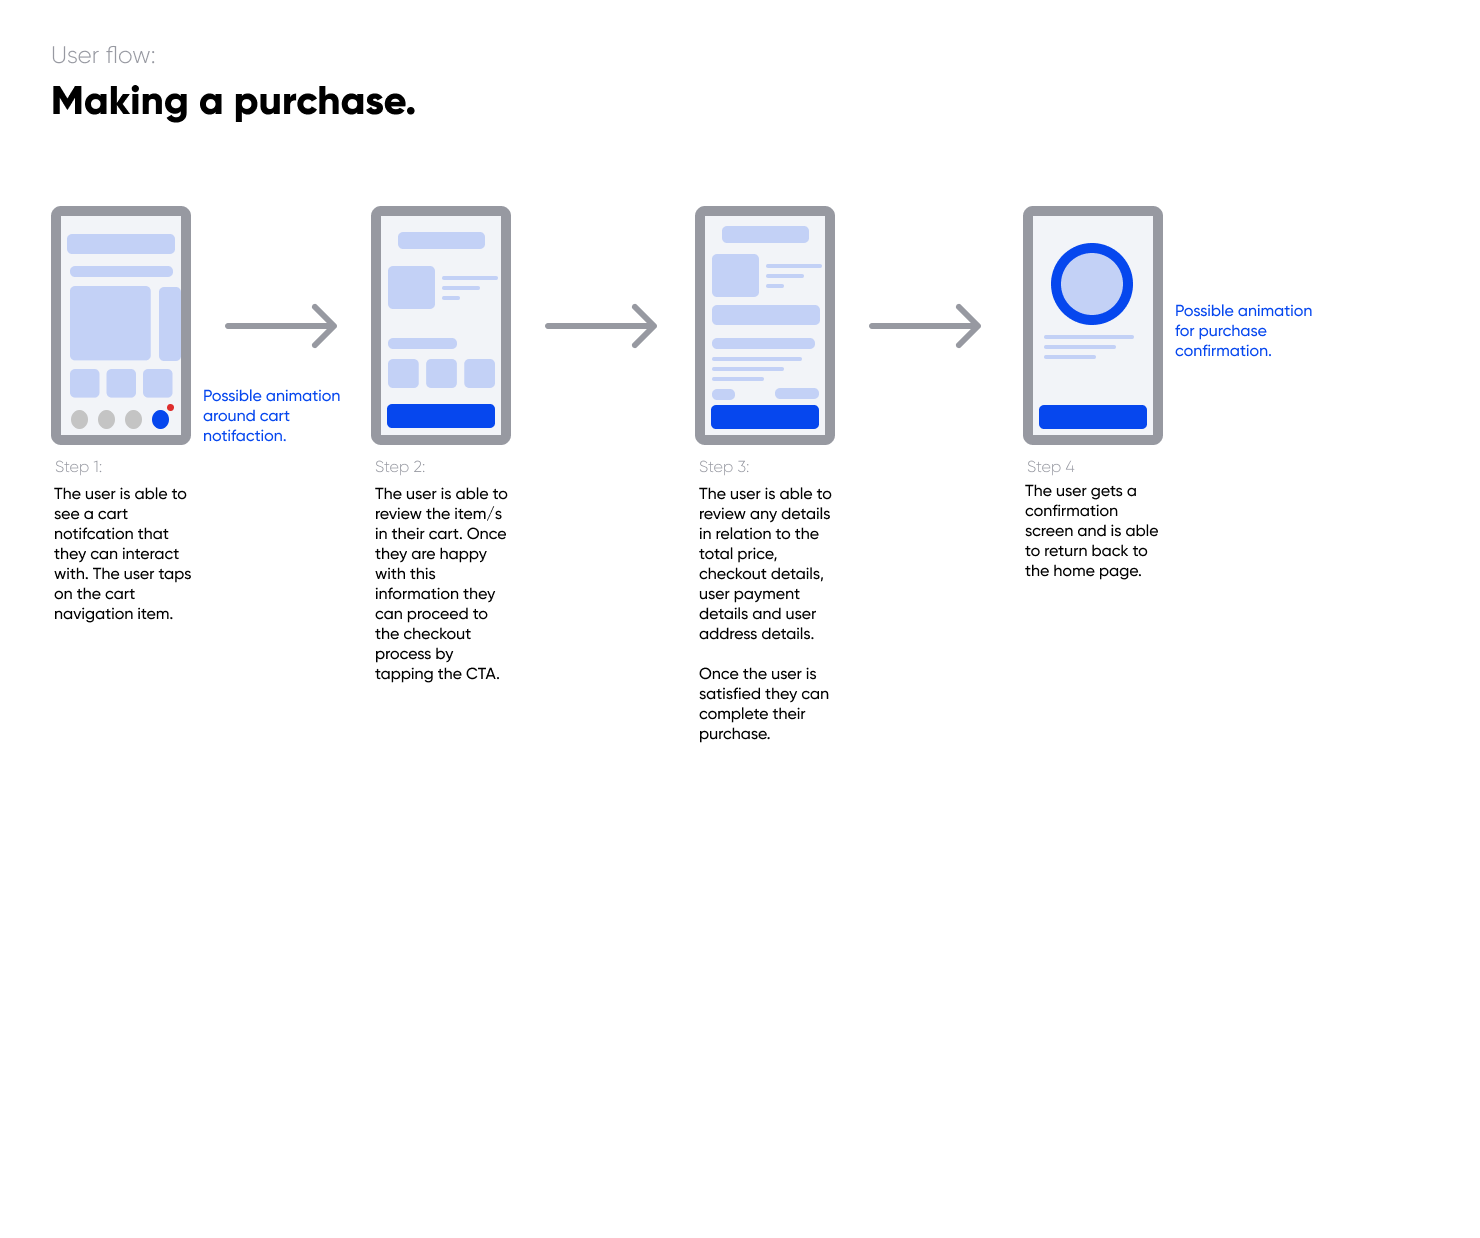 User flow:
Making a purchase.
Possible animation
for purchase
confirmation.
Possible animation
around cart
notifaction.
Step 1:
The user is able to
see a cart
notifcation that
they can interact
with. The user taps
on the cart
navigation item.
Step 2:
The user is able to
review the item/s
in their cart. Once
they are happy
with this
information they
can proceed to
the checkout
process by
tapping the CTA.
Step 3:
The user is able to
review any details
in relation to the
total price,
checkout details,
user payment
details and user
address details.
Once the user is
satisfied they can
complete their
purchase.
Step 4
The user gets a
confirmation
screen and is able
to return back to
the home page.